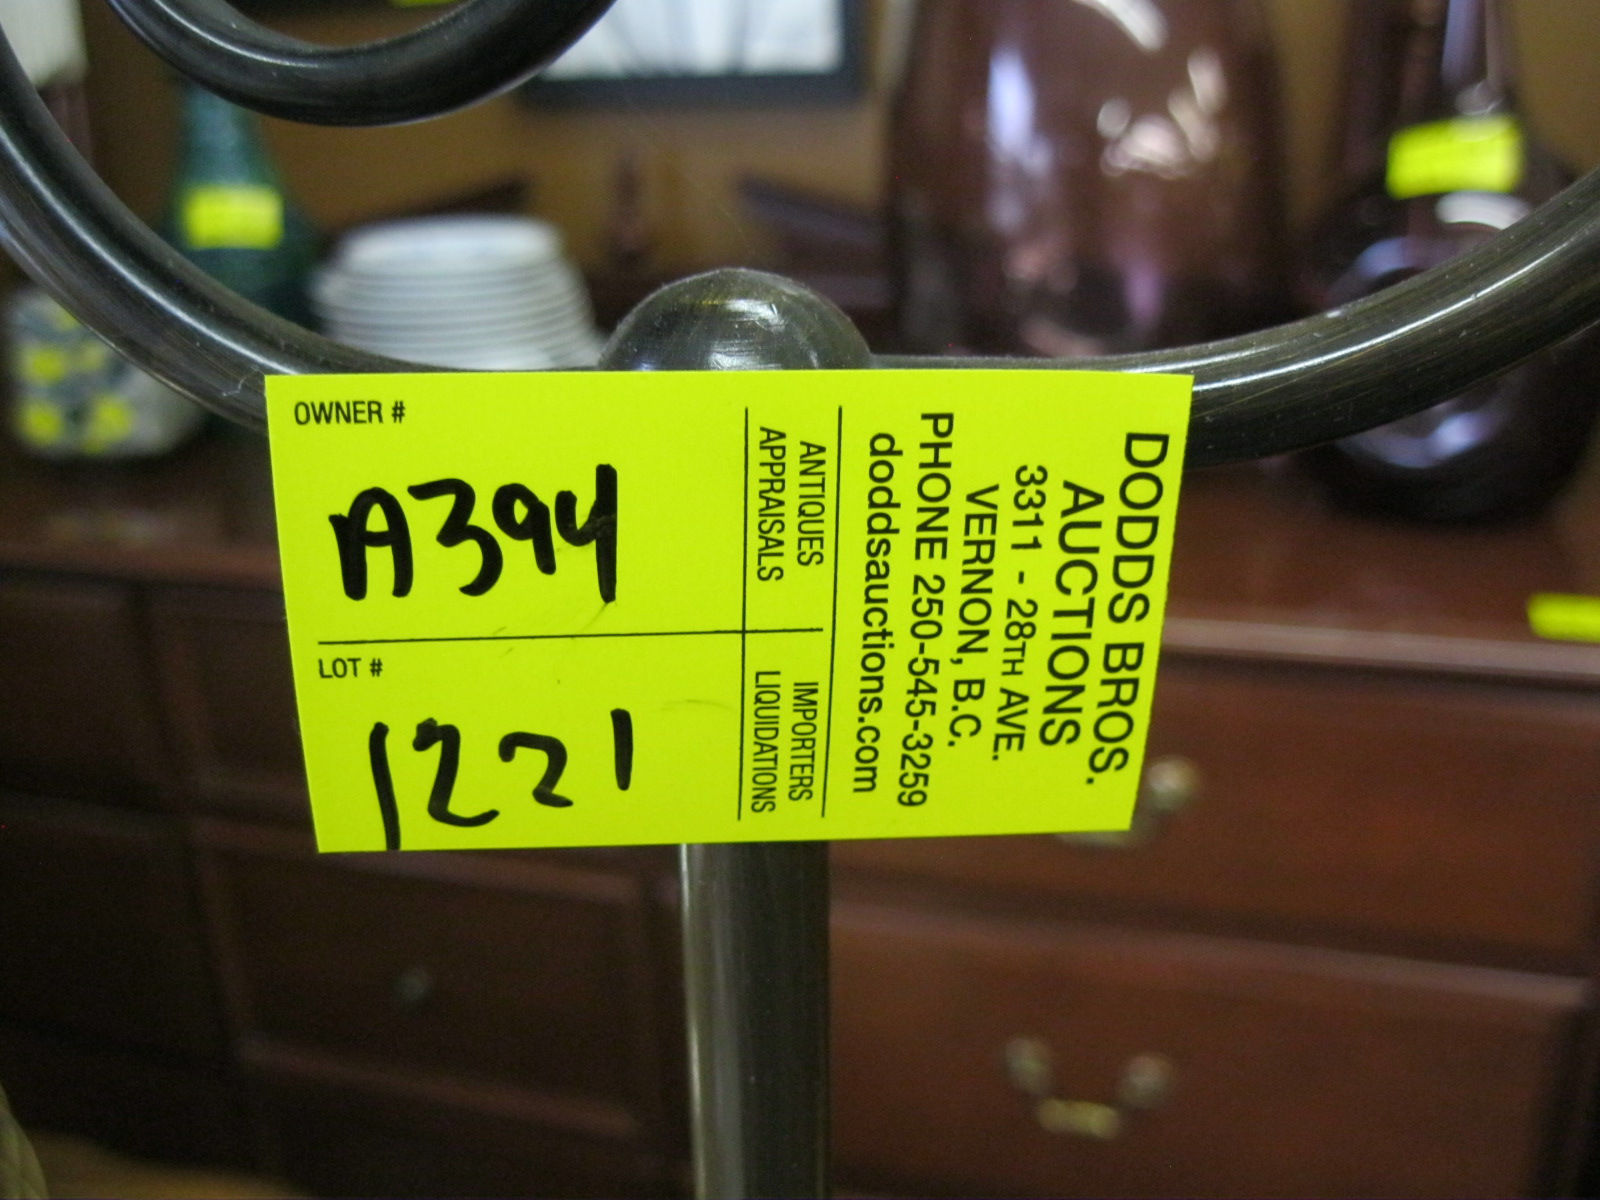 OWNER #
A394
LOT #
1221
ANTIQUES
APPRAISALS
IMPORTERS
LIQUIDATIONS
DODDS BROS.
AUCTIONS
3311 - 28TH AVE.
VERNON, B.C.
PHONE 250-545-3259
doddsauctions.com